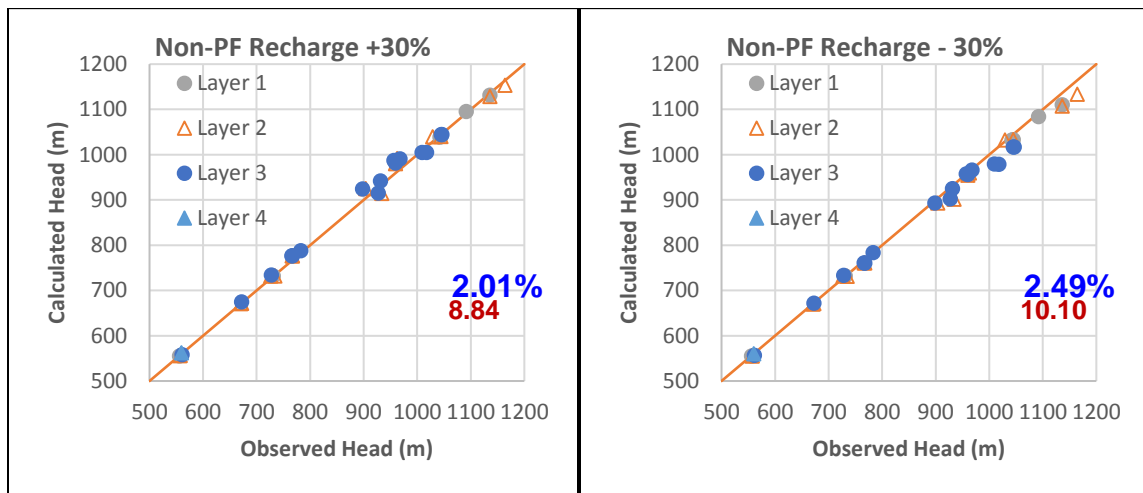 Non-PF Recharge +30%
1200
1100
1000
900
800
700
600
500
Calculated Head (m)
Layer 1
Layer 2
Layer 3
Layer 4
2.01%
8.84
500 600 700 800 900 1000 1100 1200
Observed Head (m)
Non-PF Recharge - 30%
1200
1100
1000
900
800
700
600
500
Calculated Head (m)
Layer 1
Layer 2
Layer 3
Layer 4
2.49%
10.10
500 600 700 800 900 1000 1100 1200
Observed Head (m)